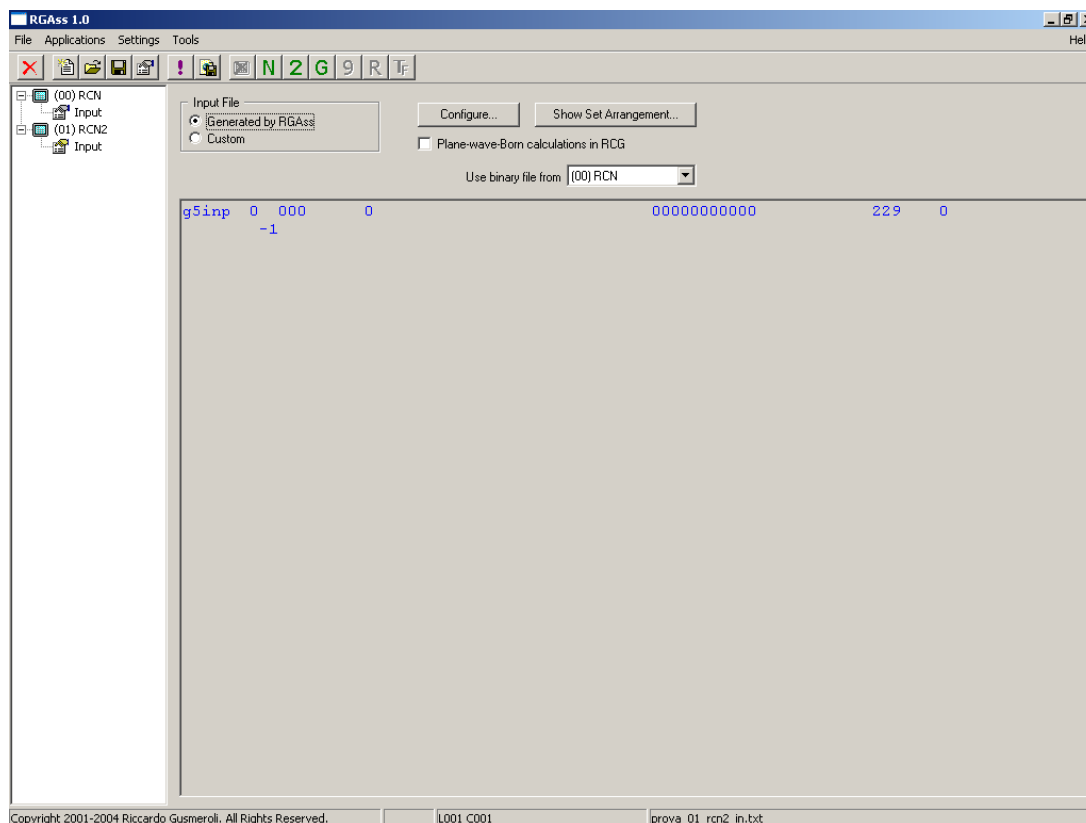 RGAss 1.0
File Applications Settings Tools Hel
N 2 G 9 R TF
(00) RCN
Input
(01) RCN2
Input
Input File
Generated by RGAss
Custom
Configure... Show Set Arrangement...
Plane-wave-Born calculations in RCG
Use binary file from (00) RCN
g5inp 0 000 0 00000000000 229 0
-1
Copyright 2001-2004 Riccardo Gusmeroli. All Rights Reserved. L001 C001 prova_01_rcn2_in.txt